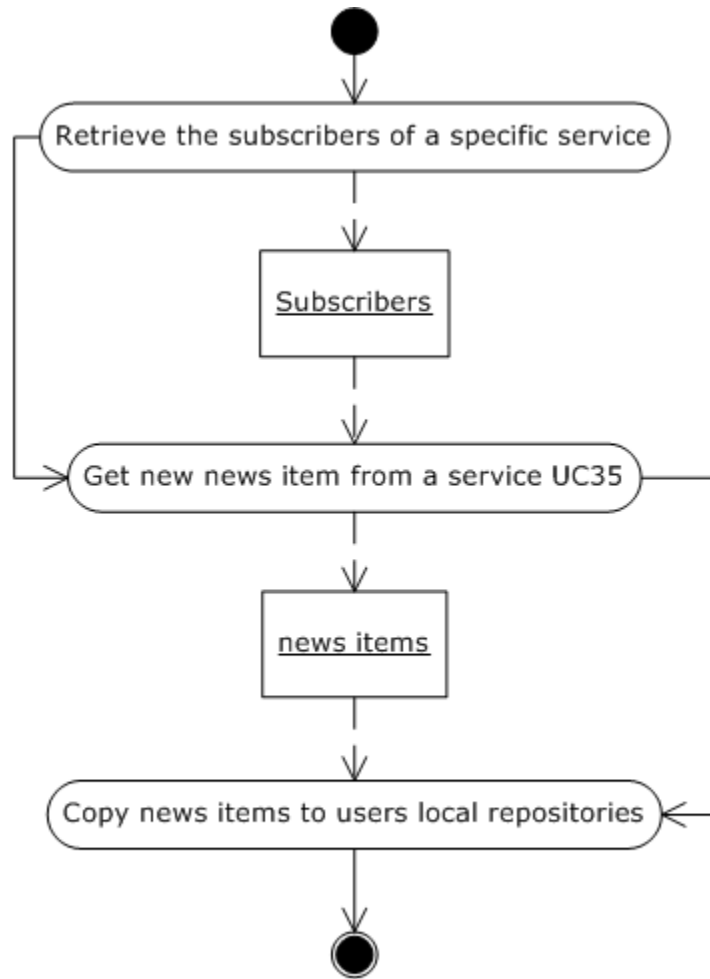 Retrieve the subscribers of a specific service
Subscribers
Get new news item from a service UC35
news items
Copy news items to users local repositories